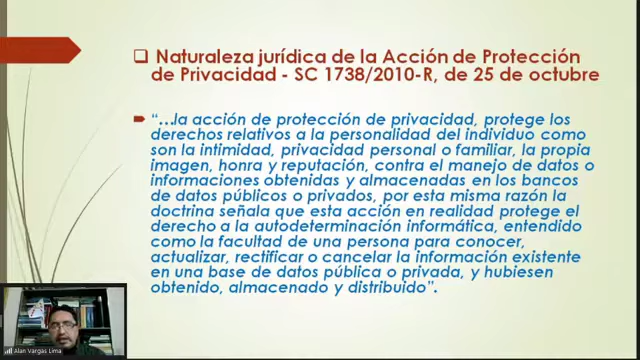 Naturaleza jurídica de la Acción de Protección
de Privacidad - SC 1738/2010-R, de 25 de octubre
“…la acción de protección de privacidad, protege los
derechos relativos a la personalidad del individuo como
son la intimidad, privacidad personal o familiar, la propia
imagen, honra y reputación, contra el manejo de datos o
informaciones obtenidas y almacenadas en los bancos
de datos públicos o privados, por esta misma razón la
doctrina señala que esta acción en realidad protege el
derecho a la autodeterminación informática, entendido
como la facultad de una persona para conocer,
actualizar, rectificar o cancelar la información existente
en una base de datos pública o privada, y hubiesen
obtenido, almacenado y distribuido”.
Alan Vargas Lima